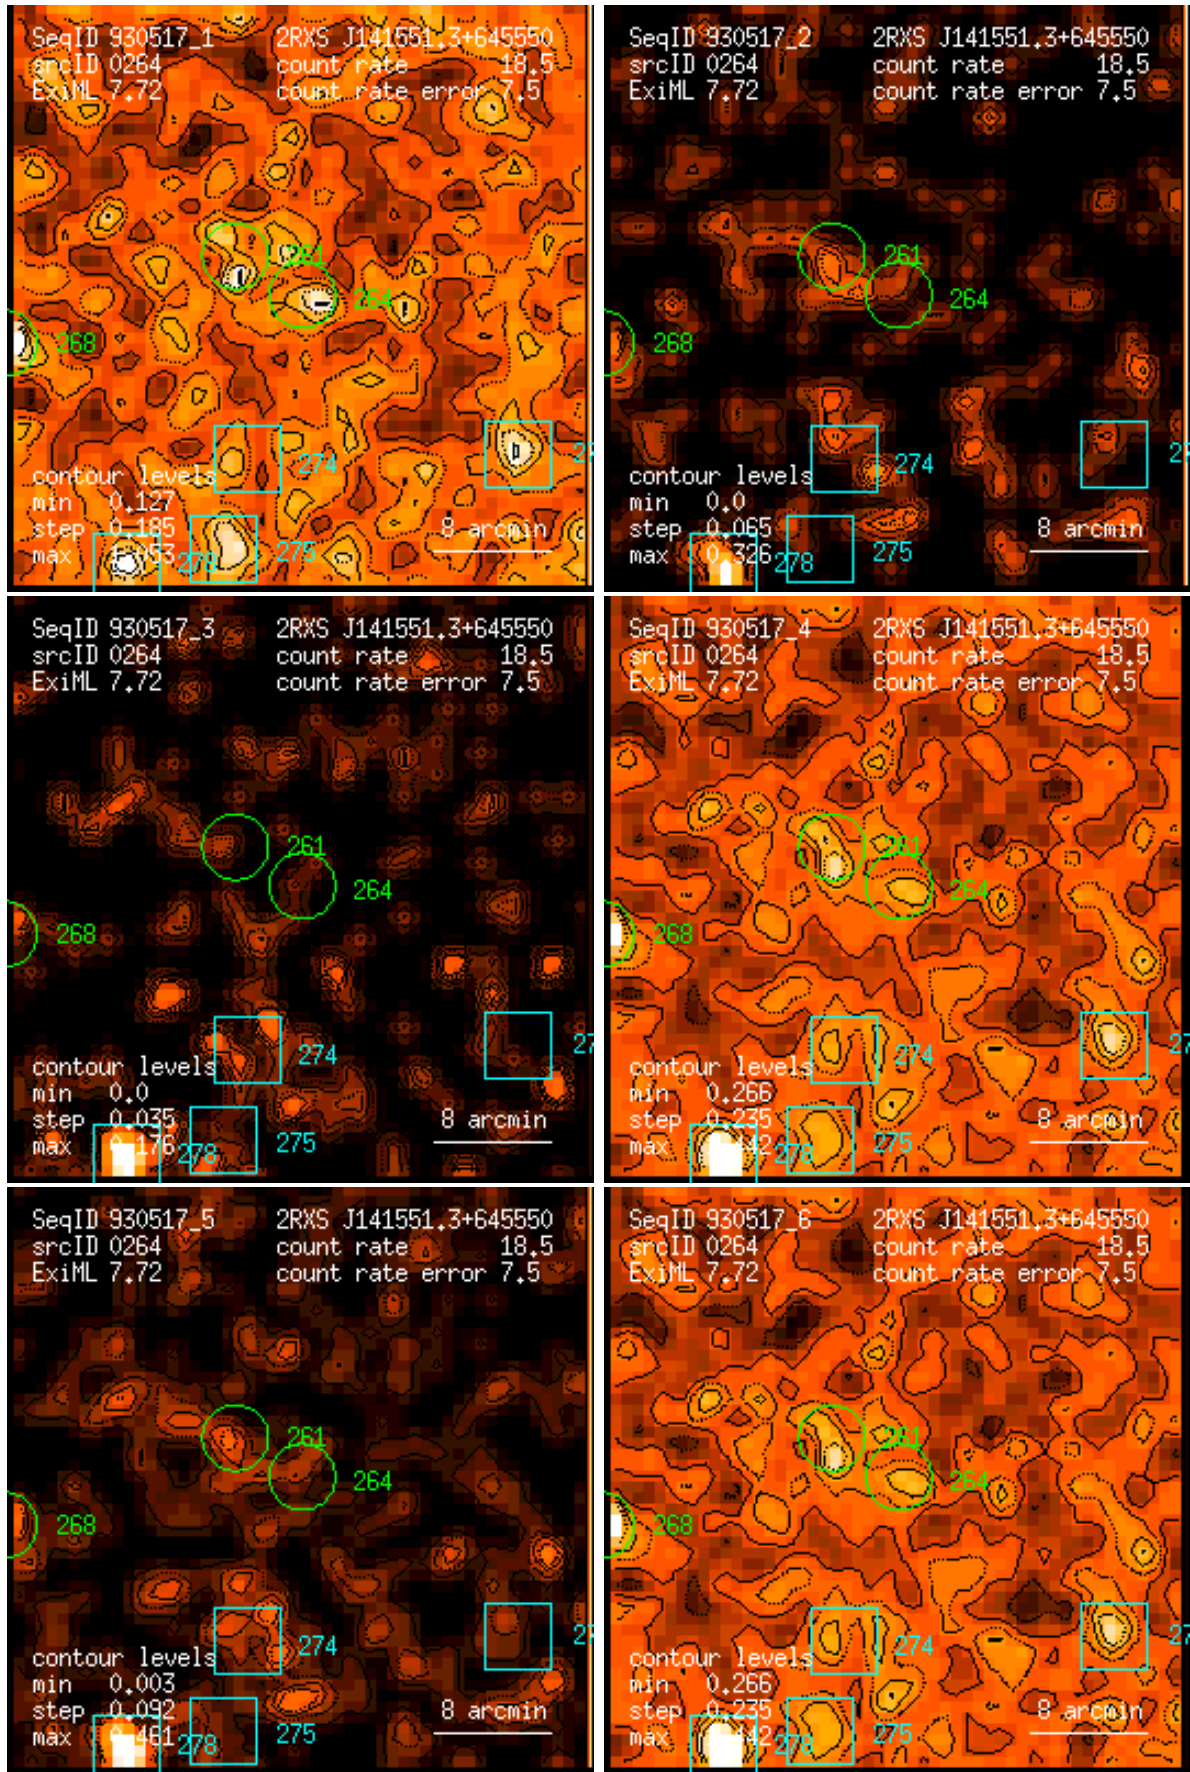 SeqID 930517_1 2RXS J141551.3+645550
srcID 0264 count rate 18.5
ExiML 7.72 count rate error 7.5
261
264
268
274
27
contour levels
min 0.127
step 0.185 8 arcmin
max 278 275
SeqID 930517_2 2RXS J141551.3+645550
srcID 0264 count rate 18.5
ExiML 7.72 count rate error 7.5
261
264
268
274
27
contour levels
min 0.0
step 0.065 8 arcmin
max 0.326 278 275
SeqID 930517_3 2RXS J141551.3+645550
srcID 0264 count rate 18.5
ExiML 7.72 count rate error 7.5
261
264
268
274
27
contour levels
min 0.0
step 0.035 8 arcmin
max 0.176 278 275
SeqID 930517_4 2RXS J141551.3+645550
srcID 0264 count rate 18.5
ExiML 7.72 count rate error 7.5
261
264
268
274
27
contour levels
min 0.266
step 0.235 8 arcmin
max 278 275
SeqID 930517_5 2RXS J141551.3+645550
srcID 0264 count rate 18.5
ExiML 7.72 count rate error 7.5
261
264
268
274
27
contour levels
min 0.003
step 0.092 8 arcmin
max 0.461 278 275
SeqID 930517_6 2RXS J141551.3+645550
srcID 0264 count rate 18.5
ExiML 7.72 count rate error 7.5
261
264
268
274
27
contour levels
min 0.266
step 0.235 8 arcmin
max 278 275